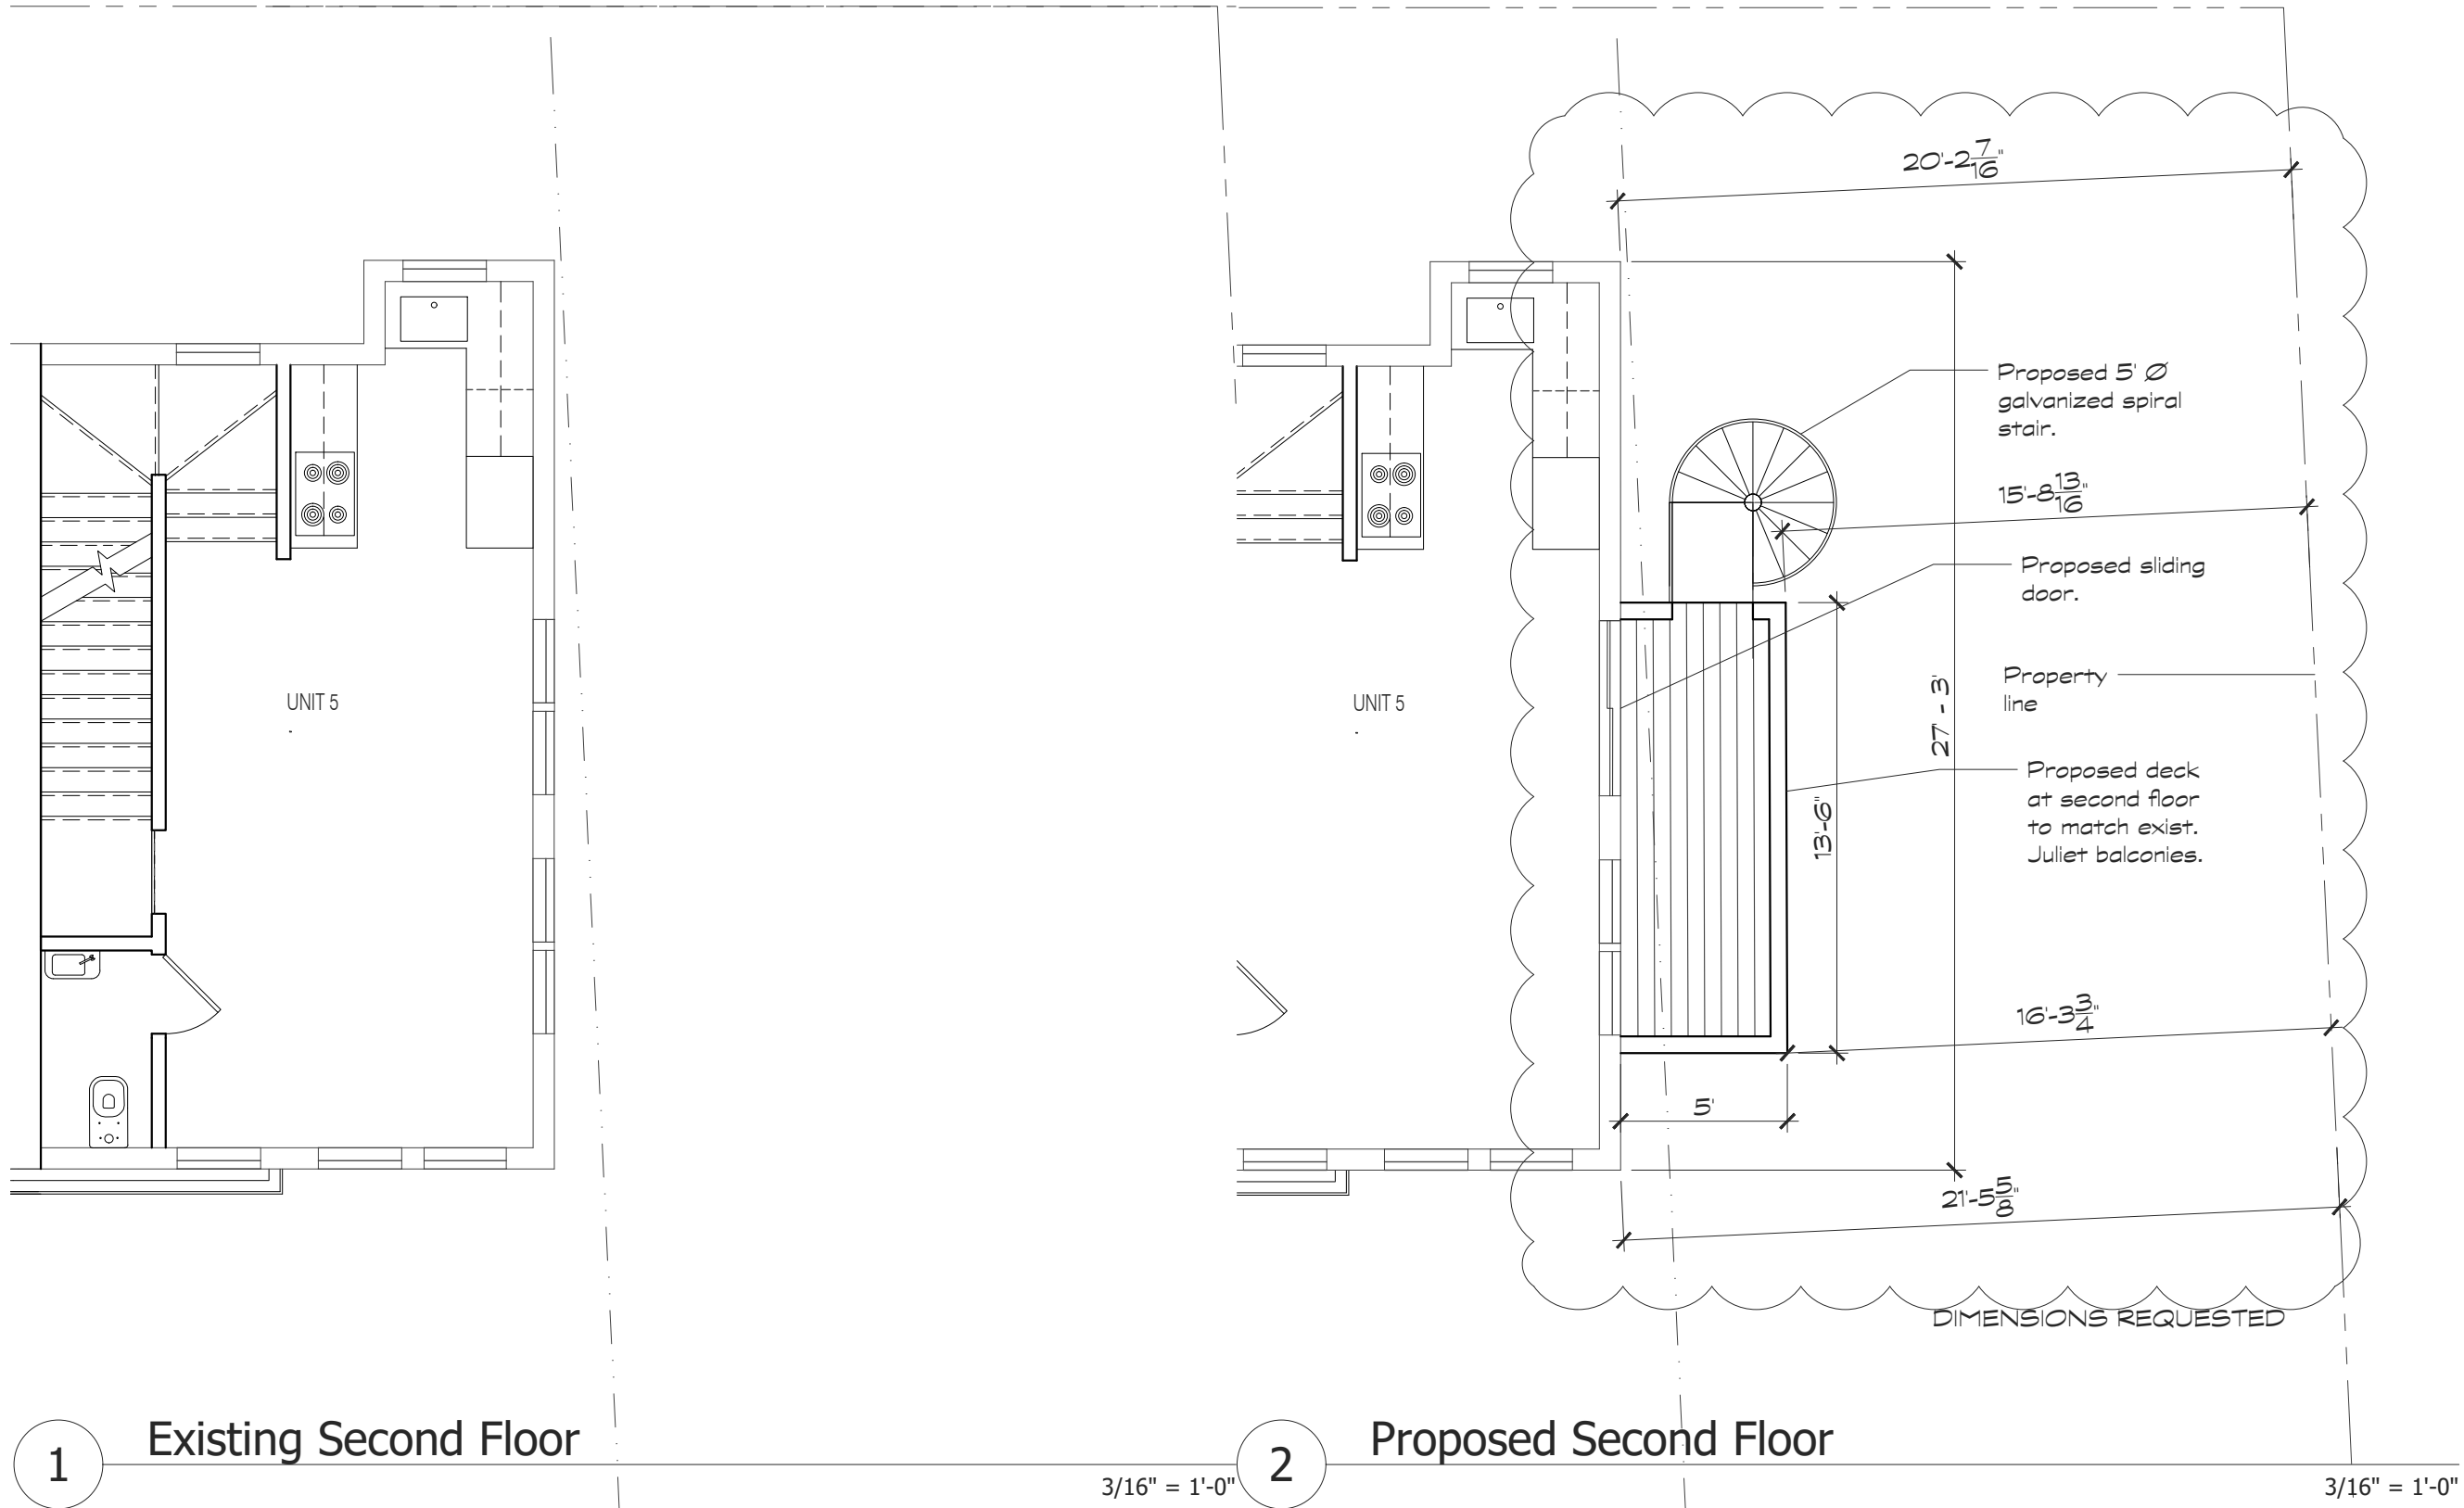 20'-2 7/16"
Proposed 5' Ø
galvanized spiral
stair.
15'-8 13/16"
Proposed sliding
door.
UNIT 5
.
UNIT 5
.
Property
line
27' - 3"
Proposed deck
at second floor
to match exist.
Juliet balconies.
13'-6"
16'-3 3/4"
5'
21'-5 5/8"
DIMENSIONS REQUESTED
1
Existing Second Floor
3/16" = 1'-0"
2
Proposed Second Floor
3/16" = 1'-0"